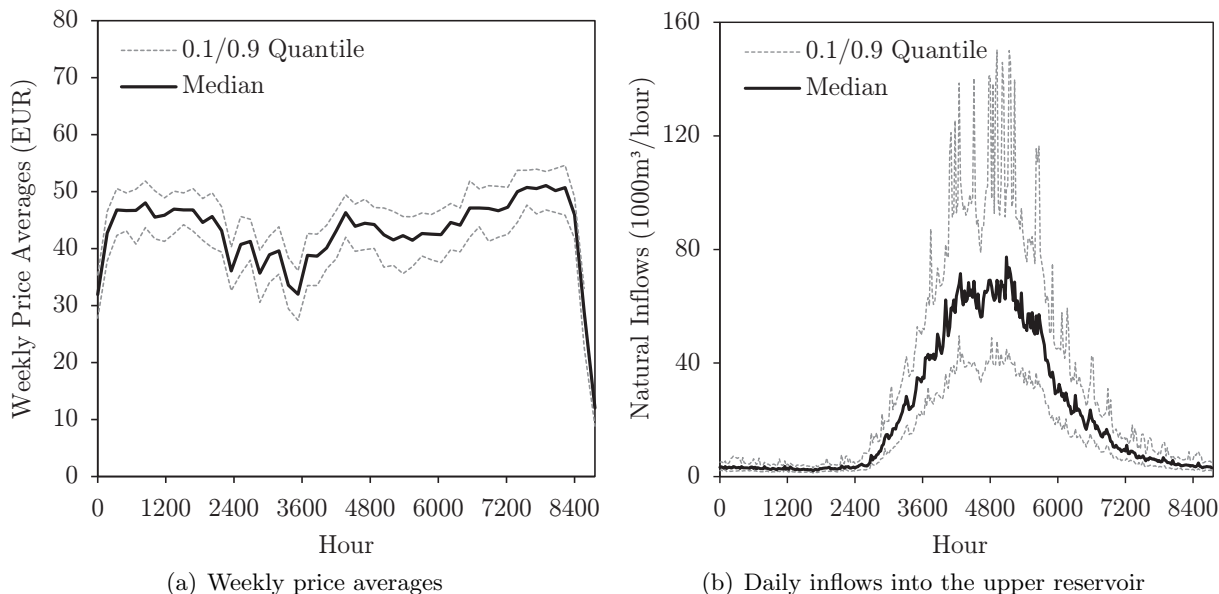 80
70
60
50
40
30
20
10
0
Weekly Price Averages (EUR)
0.1/0.9 Quantile
Median
0 1200 2400 3600 4800 6000 7200 8400
Hour
(a) Weekly price averages
160
120
80
40
0
Natural Inflows (1000m³/hour)
0.1/0.9 Quantile
Median
0 1200 2400 3600 4800 6000 7200 8400
Hour
(b) Daily inflows into the upper reservoir